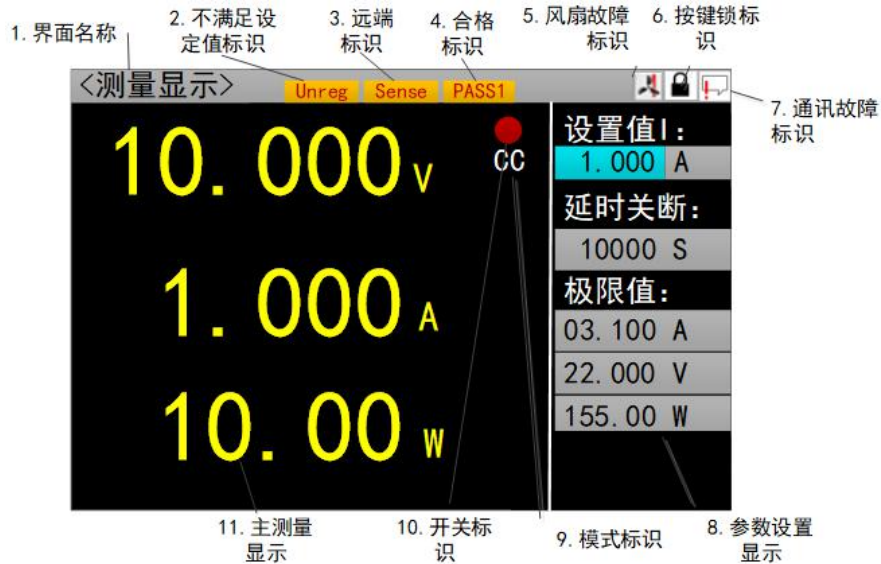 1. 界面名称
2. 不满足设
定值标识
3. 远端
标识
4. 合格
标识
5. 风扇故障
标识
6. 按键锁标
识
7. 通讯故障
标识
<测量显示>
Unreg
Sense
PASS1
10.000 V
CC
1.000 A
10.00 W
设置值I:
1.000 A
延时关断:
10000 S
极限值:
03.100 A
22.000 V
155.00 W
11. 主测量
显示
10. 开关标
识
9. 模式标识
8. 参数设置
显示